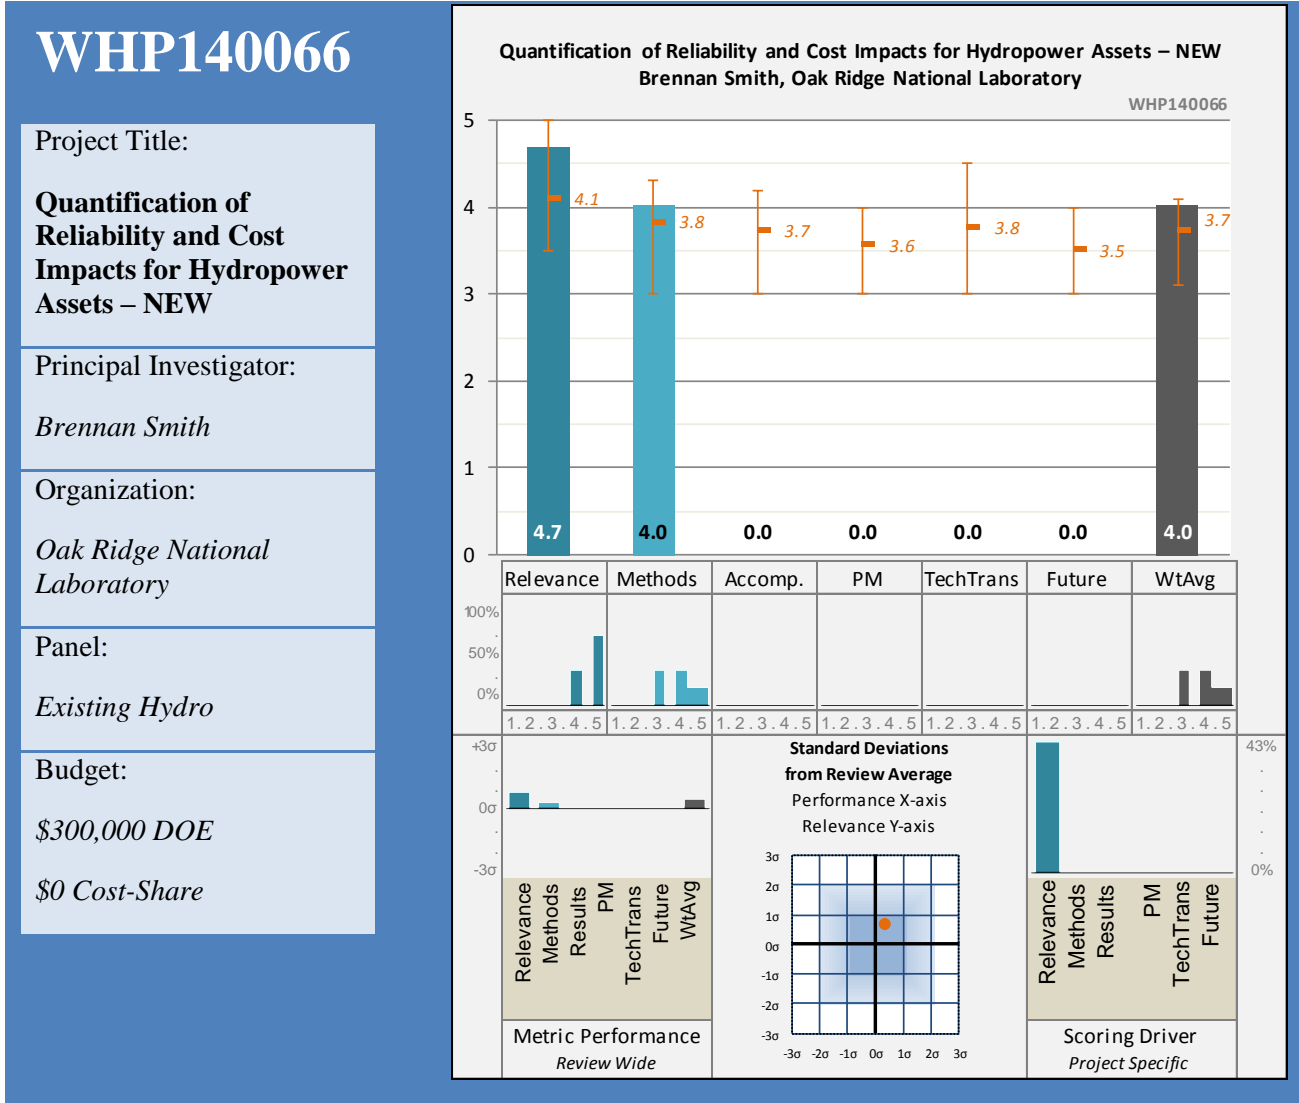 WHP140066
Project Title:
Quantification of
Reliability and Cost
Impacts for Hydropower
Assets – NEW
Principal Investigator:
Brennan Smith
Organization:
Oak Ridge National
Laboratory
Panel:
Existing Hydro
Budget:
$300,000 DOE
$0 Cost-Share
Quantification of Reliability and Cost Impacts for Hydropower Assets – NEW
Brennan Smith, Oak Ridge National Laboratory
WHP140066
5
4
3
2
1
0
4.1
3.8
3.7
3.6
3.8
3.5
3.7
4.7
4.0
0.0
0.0
0.0
0.0
4.0
Relevance
Methods
Accomp.
PM
TechTrans
Future
WtAvg
100%
.
50%
.
0%
1.2.3.4.5
1.2.3.4.5
1.2.3.4.5
1.2.3.4.5
1.2.3.4.5
1.2.3.4.5
1.2.3.4.5
+3σ
.
.
0σ
.
.
-3σ
Relevance
Methods
Results
PM
TechTrans
Future
WtAvg
Metric Performance
Review Wide
Standard Deviations
from Review Average
Performance X-axis
Relevance Y-axis
3σ
2σ
1σ
0σ
-1σ
-2σ
-3σ
-3σ -2σ -1σ 0σ 1σ 2σ 3σ
43%
.
.
.
.
0%
Relevance
Methods
Results
PM
TechTrans
Future
Scoring Driver
Project Specific